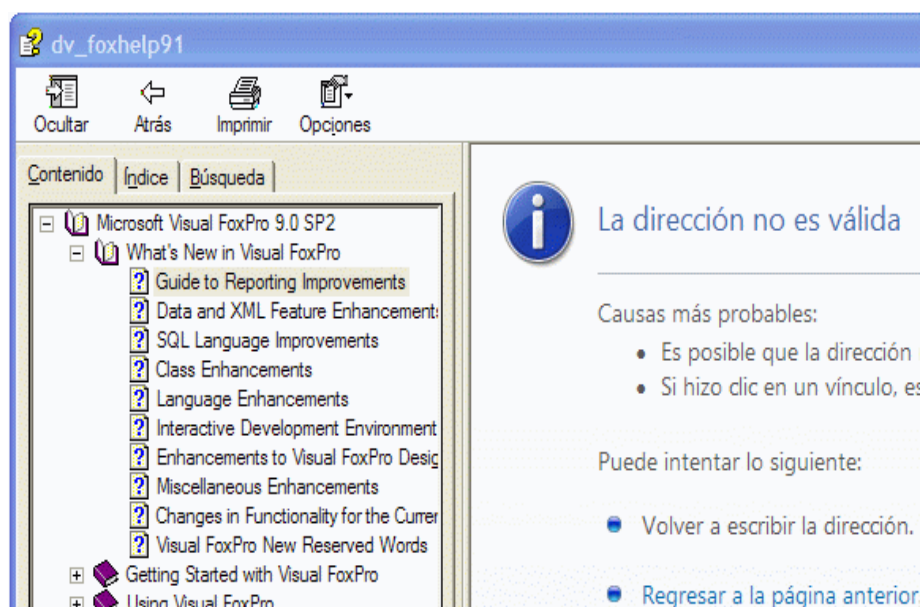 dv_foxhelp91
Ocultar Atrás Imprimir Opciones
Contenido Índice Búsqueda
Microsoft Visual FoxPro 9.0 SP2
What's New in Visual FoxPro
Guide to Reporting Improvements
Data and XML Feature Enhancements
SQL Language Improvements
Class Enhancements
Language Enhancements
Interactive Development Environment
Enhancements to Visual FoxPro
Miscellaneous Enhancements
Changes in Functionality for the
Visual FoxPro New Reserved Words
Getting Started with Visual FoxPro
Using Visual FoxPro
La dirección no es válida
Causas más probables:
• Es posible que la dirección
• Si hizo clic en un vínculo,
Puede intentar lo siguiente:
Volver a escribir la dirección.
Regresar a la página anterior